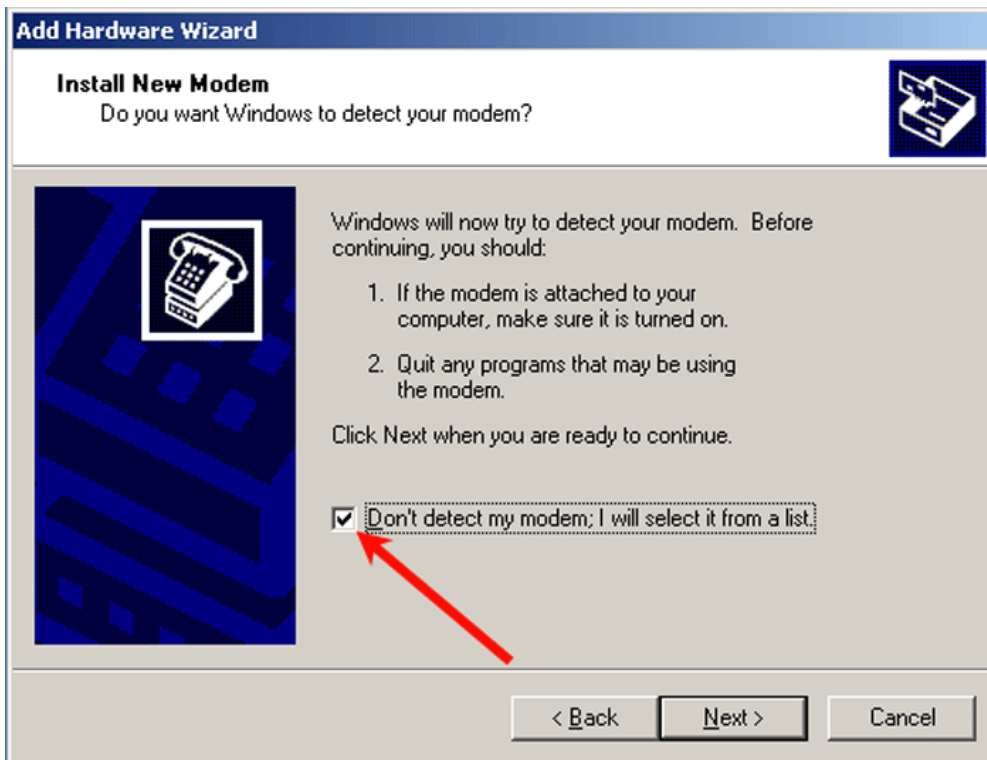 Add Hardware Wizard
Install New Modem
Do you want Windows to detect your modem?
Windows will now try to detect your modem.  Before
continuing, you should:
1. If the modem is attached to your
computer, make sure it is turned on.
2. Quit any programs that may be using
the modem.
Click Next when you are ready to continue.
Don't detect my modem; I will select it from a list.
< Back
Next >
Cancel